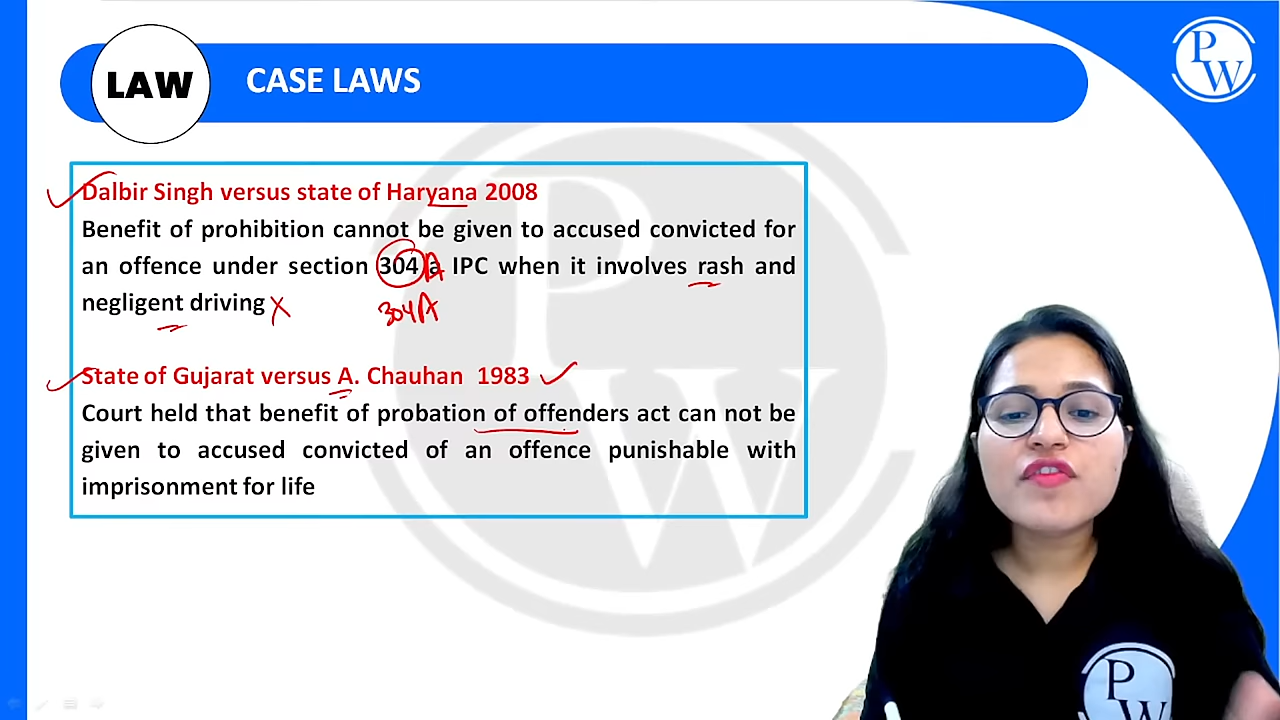 LAW
CASE LAWS
PW
Dalbir Singh versus state of Haryana 2008
Benefit of prohibition cannot be given to accused convicted for
an offence under section 304 a IPC when it involves rash and
negligent driving
A
304A
State of Gujarat versus A. Chauhan 1983
Court held that benefit of probation of offenders act can not be
given to accused convicted of an offence punishable with
imprisonment for life
PW
PW